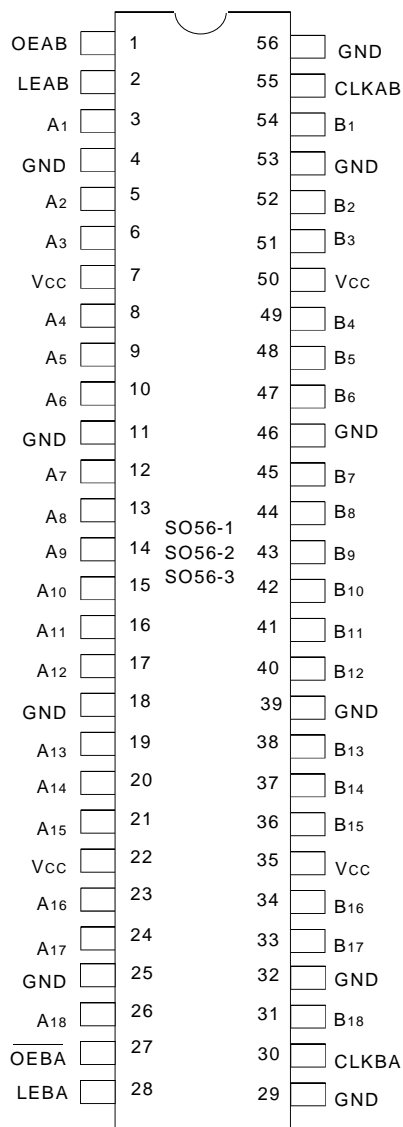 OEAB 1 56 GND
LEAB 2 55 CLKAB
A1 3 54 B1
GND 4 53 GND
A2 5 52 B2
A3 6 51 B3
VCC 7 50 VCC
A4 8 49 B4
A5 9 48 B5
A6 10 47 B6
GND 11 46 GND
A7 12 45 B7
A8 13 44 B8
SO56-1
A9 14 SO56-2 43 B9
SO56-3
A10 15 42 B10
A11 16 41 B11
A12 17 40 B12
GND 18 39 GND
A13 19 38 B13
A14 20 37 B14
A15 21 36 B15
VCC 22 35 VCC
A16 23 34 B16
A17 24 33 B17
GND 25 32 GND
A18 26 31 B18
OEBA 27 30 CLKBA
LEBA 28 29 GND